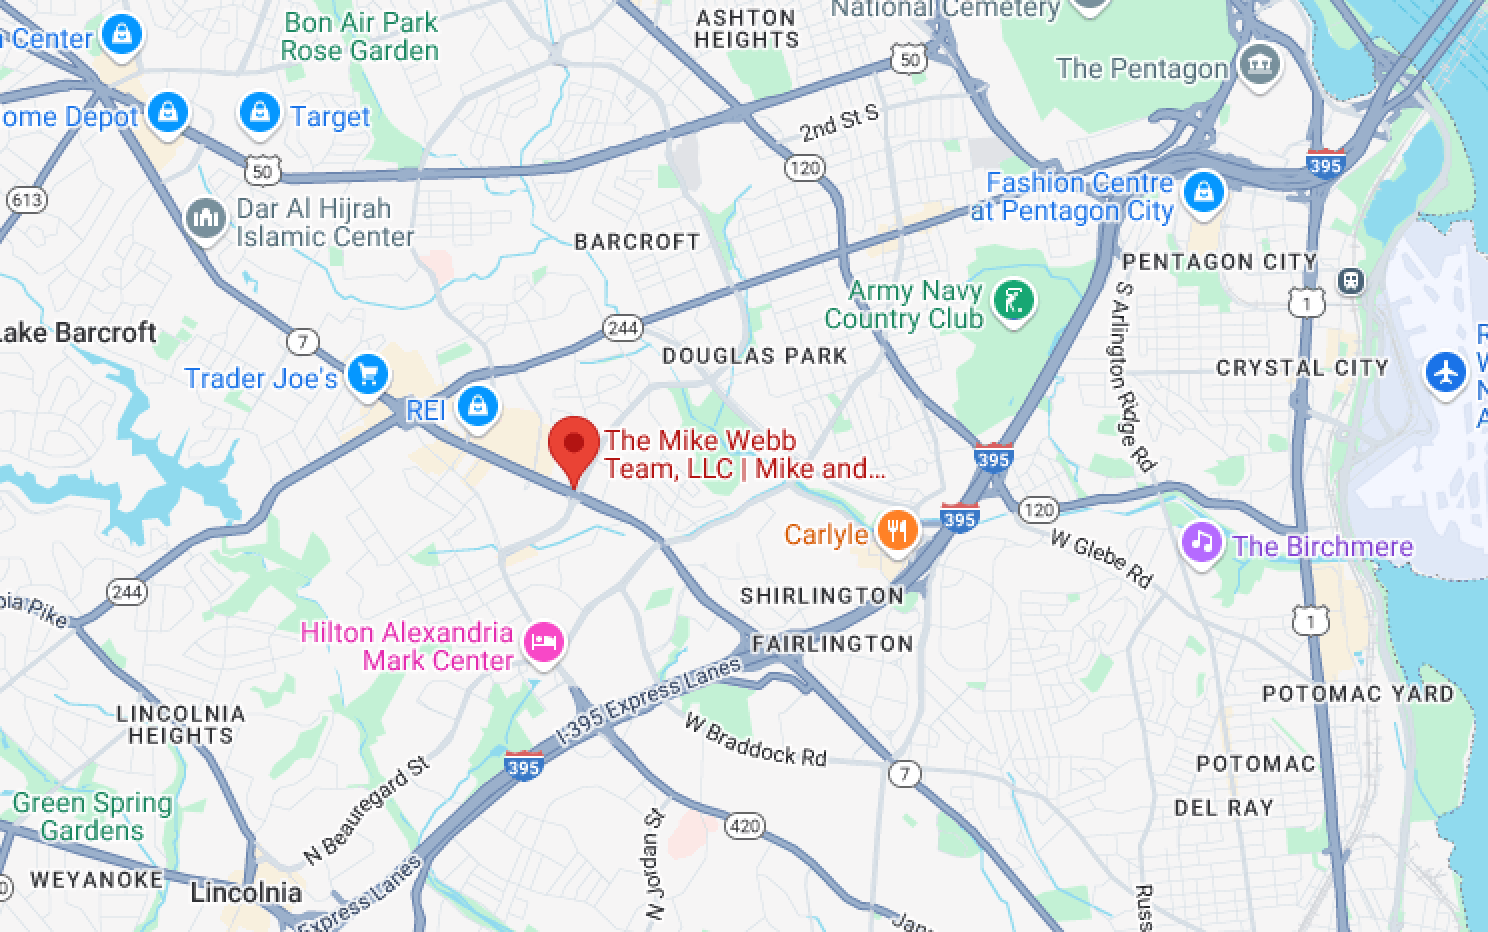 Bon Air Park
Rose Garden
ASHTON
HEIGHTS
National Cemetery
Center
50
The Pentagon
ome Depot
Target
2nd St S
50
120
395
613
Dar Al Hijrah
Islamic Center
Fashion Centre
at Pentagon City
BARCROFT
PENTAGON CITY
Army Navy
Country Club
S Arlington Ridge Rd
1
Lake Barcroft
7
244
DOUGLAS PARK
CRYSTAL CITY
R
W
N
A
Trader Joe's
REI
The Mike Webb
Team, LLC | Mike and...
395
395
120
Carlyle
W Glebe Rd
The Birchmere
244
bia Pike
SHIRLINGTON
1
Hilton Alexandria
Mark Center
FAIRLINGTON
I-395 Express Lanes
POTOMAC YARD
LINCOLNIA
HEIGHTS
W Braddock Rd
395
7
POTOMAC
DEL RAY
Green Spring
Gardens
N Beauregard St
420
N Jordan St
WEYANOKE
Lincolnia
Express Lanes
Jan
Russ